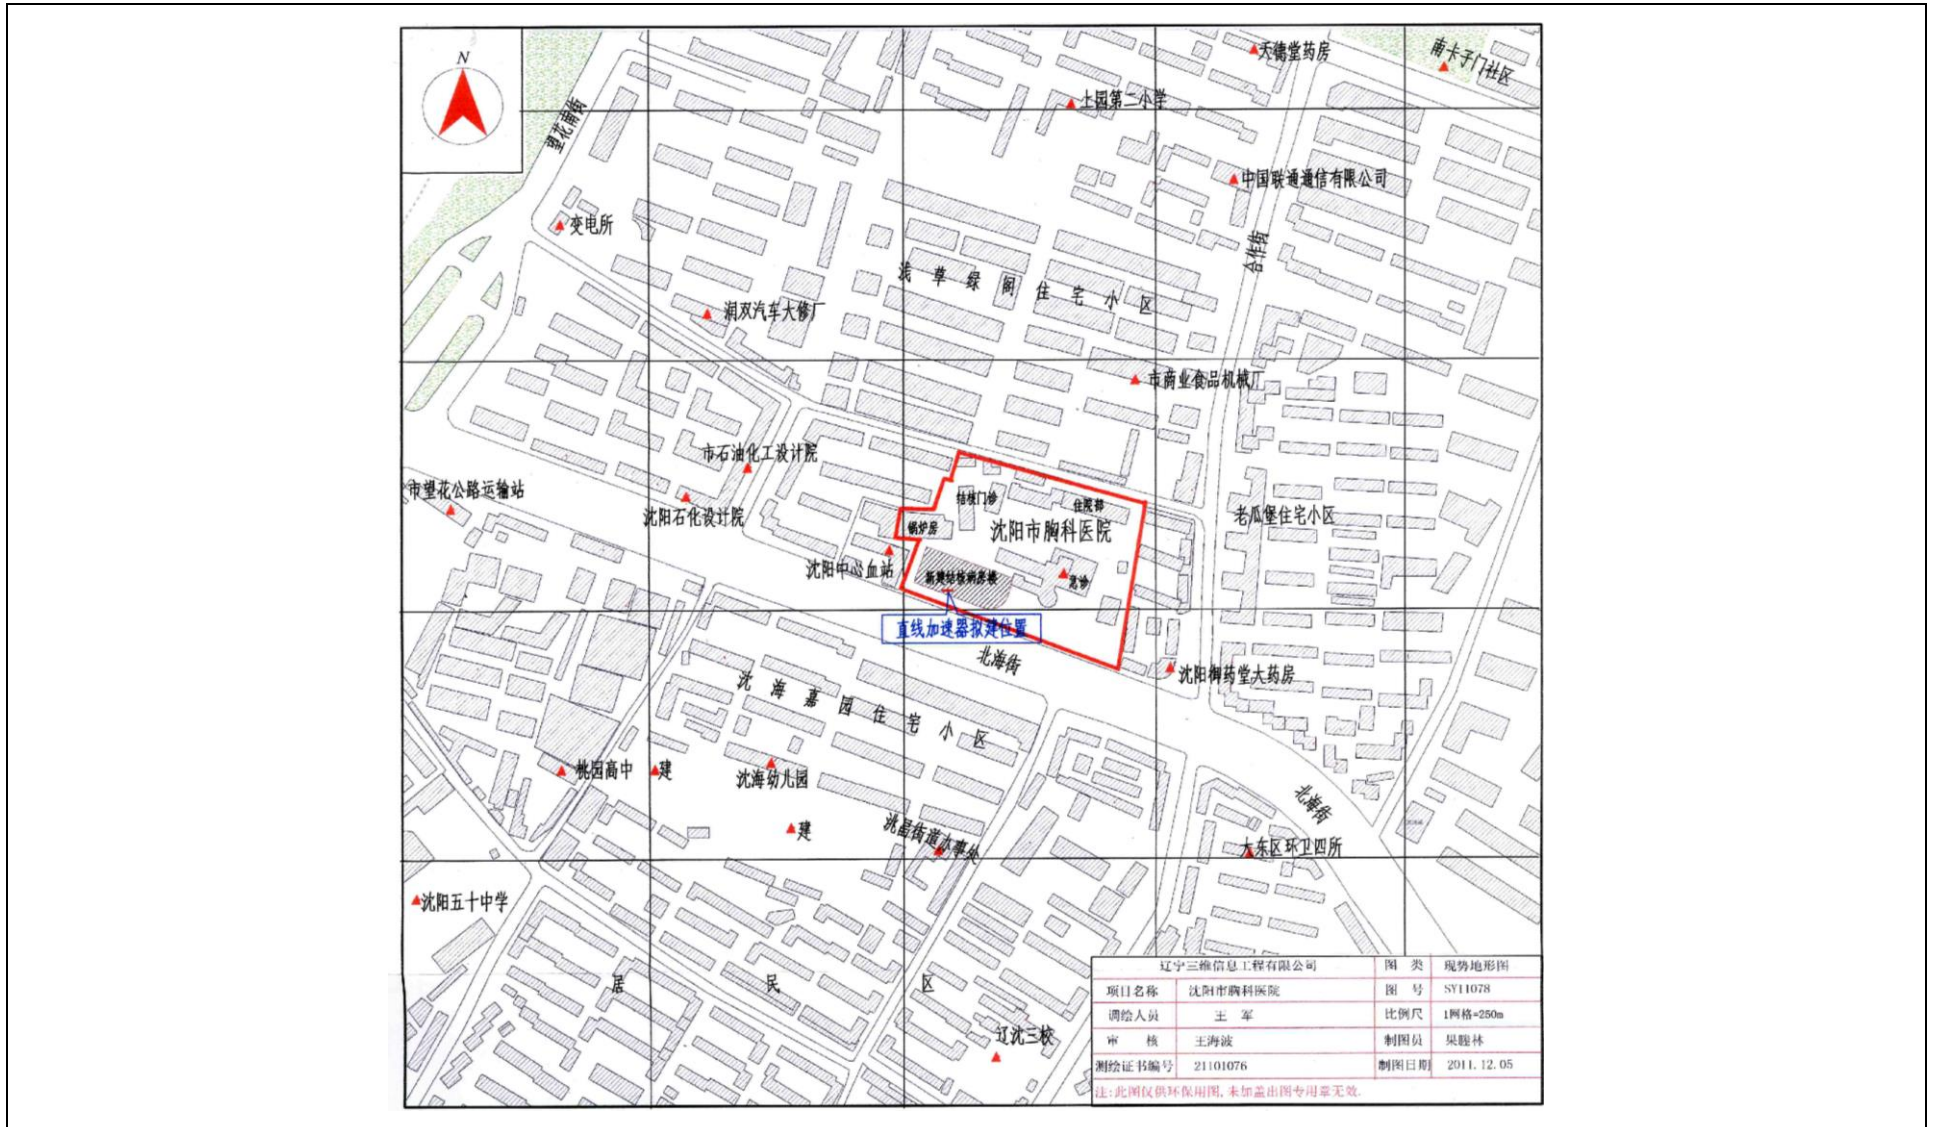 N
天德堂药房
南卡子门社区
望花南街
土园第二小学
中国联通通信有限公司
变电所
合作街
浅草绿阁住宅小区
润双汽车大修厂
市商业食品机械厂
市石油化工设计院
市望花公路运输站
沈阳石化设计院
结核门诊
住院部
锅炉房
沈阳市胸科医院
老瓜堡住宅小区
沈阳中心血站
新建结核病房楼
急诊
直线加速器拟建位置
北海街
沈阳御药堂大药房
沈海嘉园住宅小区
桃园高中
建
沈海幼儿园
北海街
建
洮昌街道办事处
大东区环卫四所
沈阳五十中学
居民区
辽沈三校
辽宁三维信息工程有限公司 图类 现势地形图
项目名称 沈阳市胸科医院 图号 SY11078
调绘人员 王军 比例尺 1网格=250m
审核 王海波 制图员
测绘证书编号 21101076 制图日期 2011.12.05
注:此图仅供环保用图,未加盖出图专用章无效.